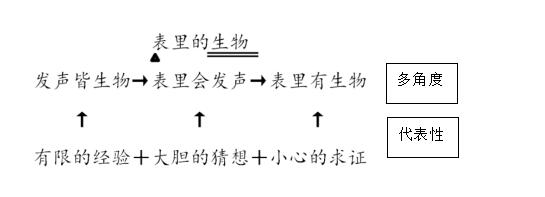 表里的生物
发声皆生物→表里会发声→表里有生物
多角度
代表性
有限的经验+大胆的猜想+小心的求证